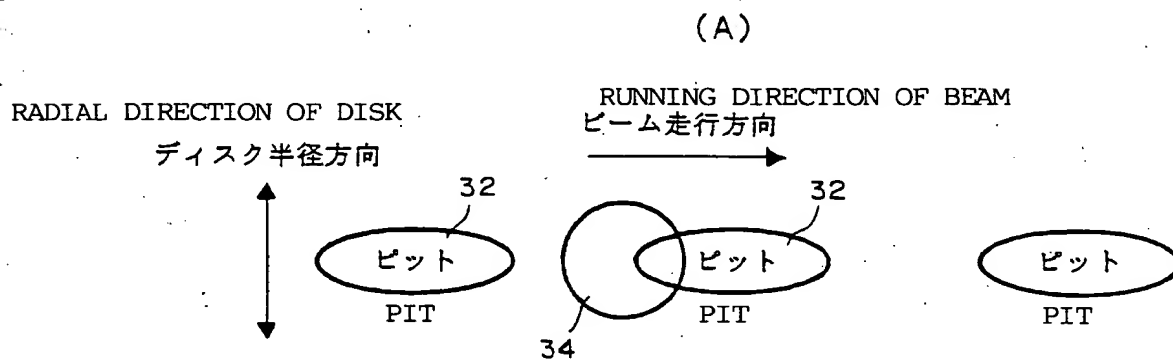 (A)
RADIAL DIRECTION OF DISK
ディスク半径方向
RUNNING DIRECTION OF BEAM
ビーム走行方向
32
32
ピット
ピット
ピット
PIT
PIT
PIT
34